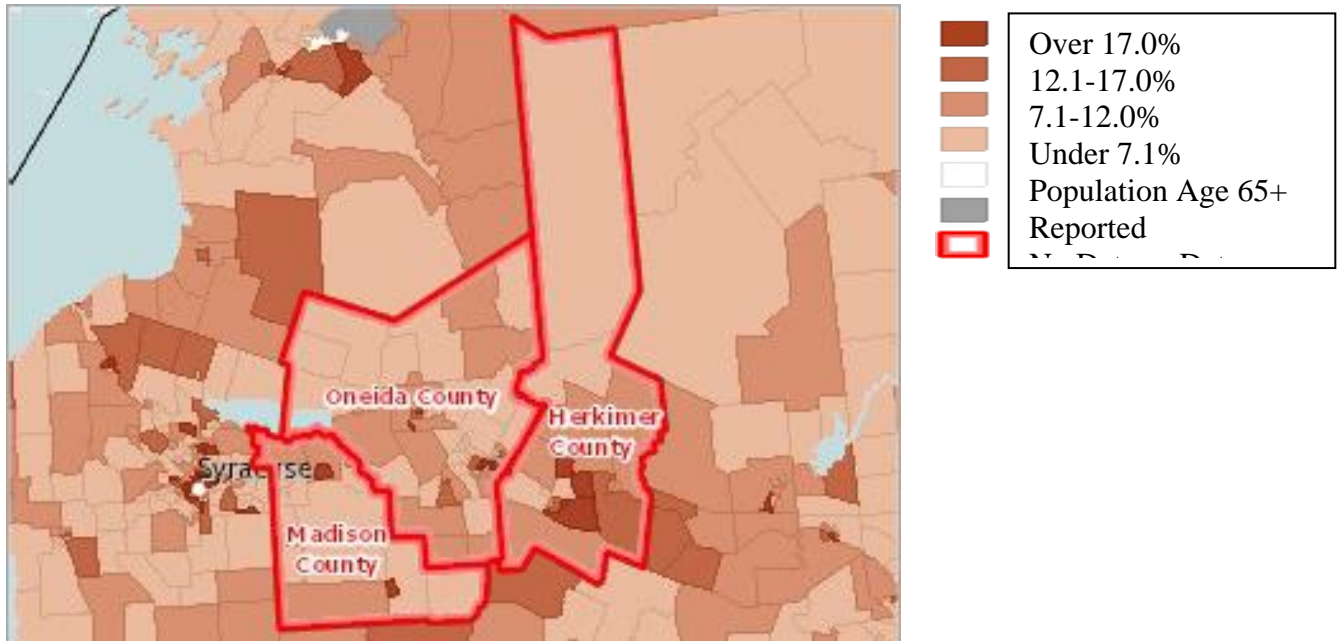 Over 17.0%
12.1-17.0%
7.1-12.0%
Under 7.1%
Population Age 65+
Reported
Oneida County
Herkimer
County
Syracuse
Madison
County